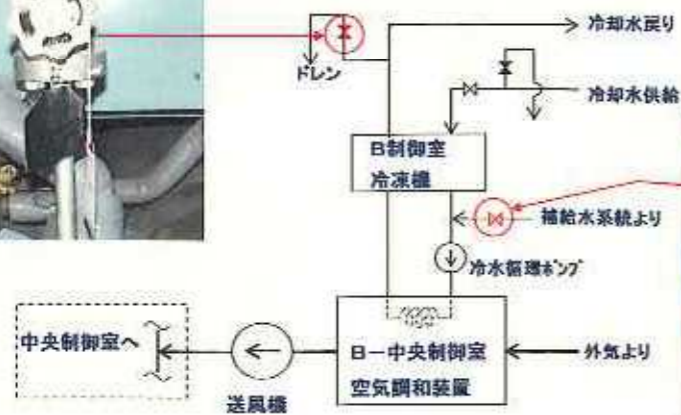 冷却水戻り
ドレン
冷却水供給
B制御室
冷凍機
補給水系統より
冷水循環ポンプ
中央制御室へ
B－中央制御室
空気調和装置
外気より
送風機